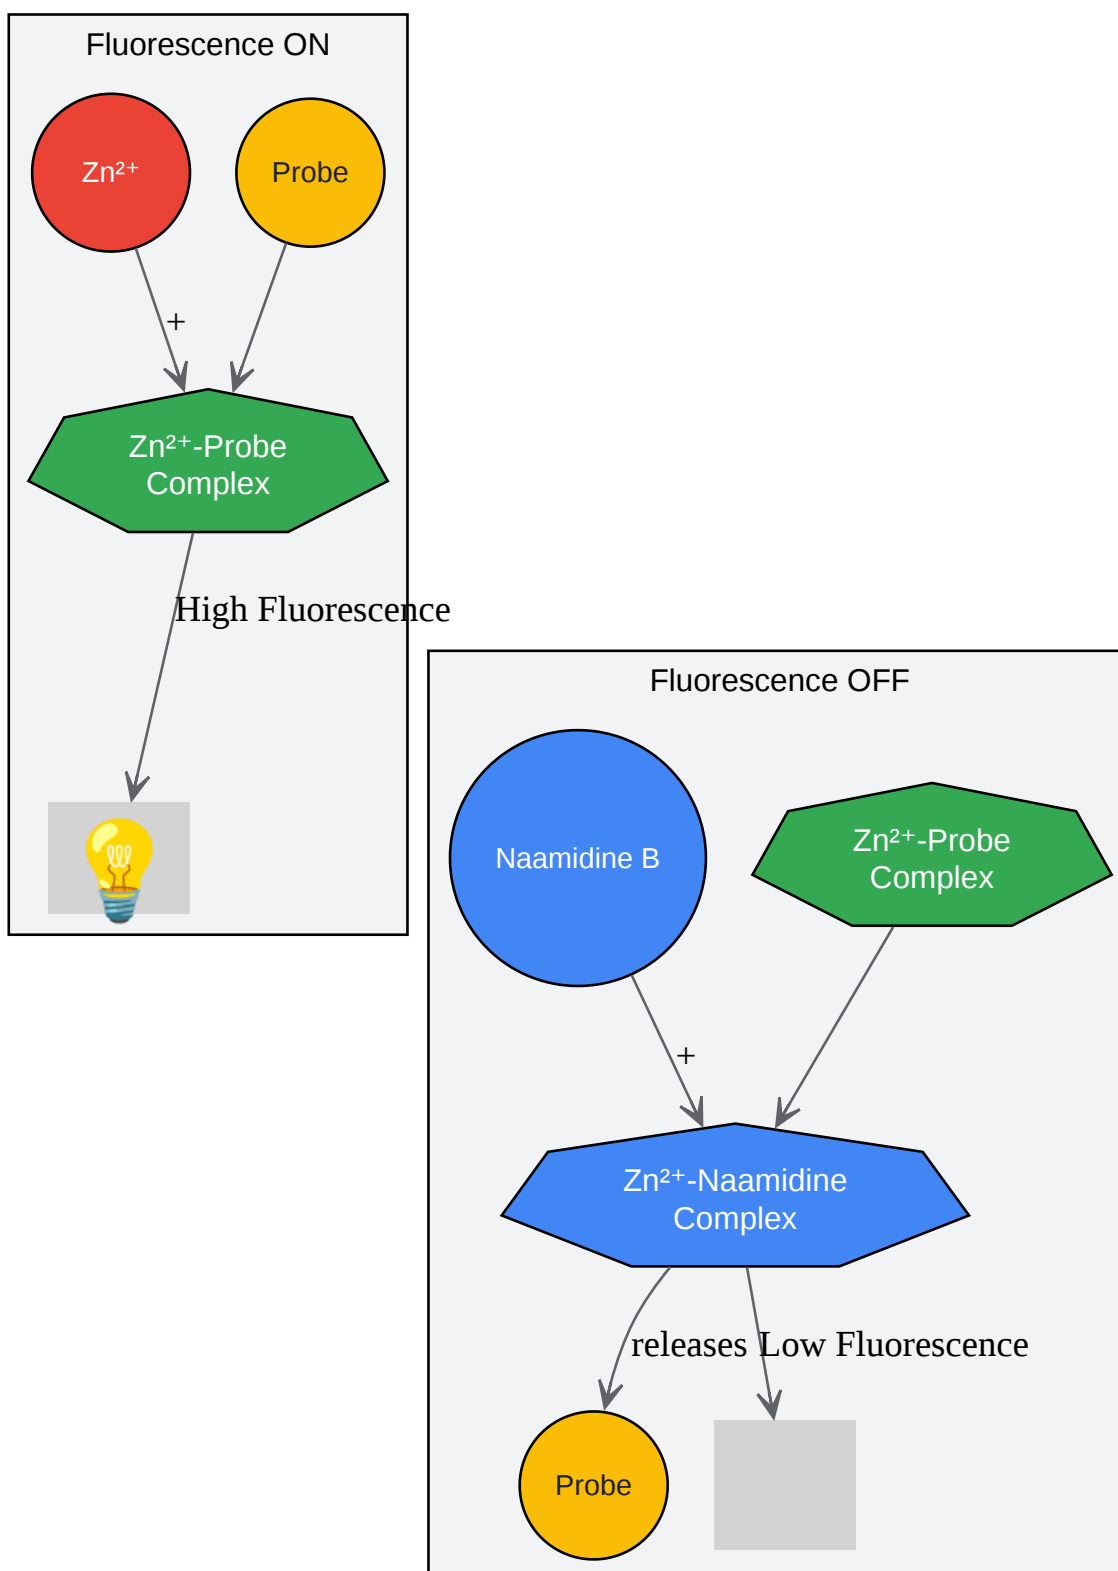 Fluorescence ON
Zn²⁺
Probe
+
Zn²⁺-Probe
Complex
High Fluorescence
Fluorescence OFF
Naamidine B
Zn²⁺-Probe
Complex
+
Zn²⁺-Naamidine
Complex
releases
Low Fluorescence
Probe